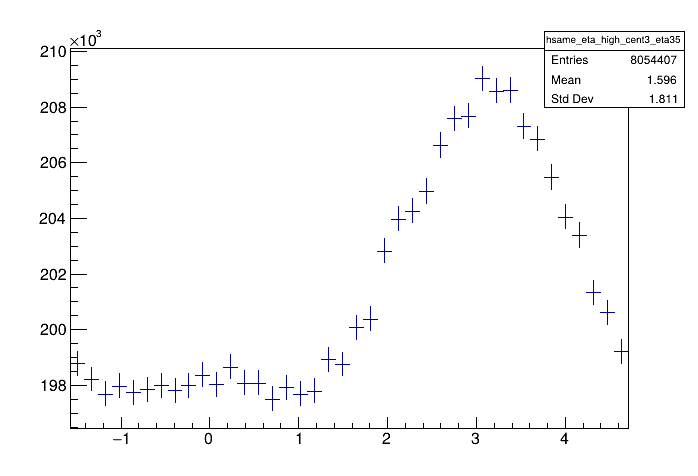 ×10³
hsame_eta_high_cent3_eta35
Entries 8054407
Mean 1.596
Std Dev 1.811
210
208
206
204
202
200
198
−1 0 1 2 3 4